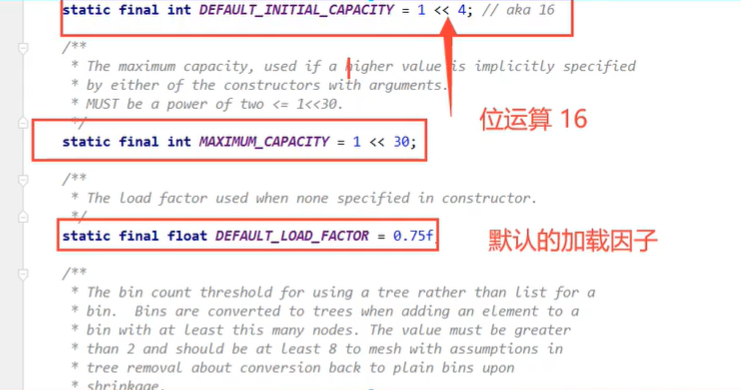 static final int DEFAULT_INITIAL_CAPACITY = 1 << 4; // aka 16
/**
* The maximum capacity, used if a higher value is implicitly specified
* by either of the constructors with arguments.
* MUST be a power of two <= 1<<30.
*/
位运算 16
static final int MAXIMUM_CAPACITY = 1 << 30;
/**
* The load factor used when none specified in constructor.
*/
static final float DEFAULT_LOAD_FACTOR = 0.75f
默认的加载因子
/**
* The bin count threshold for using a tree rather than list for a
* bin.  Bins are converted to trees when adding an element to a
* bin with at least this many nodes. The value must be greater
* than 2 and should be at least 8 to mesh with assumptions in
* tree removal about conversion back to plain bins upon
* shrinkage.